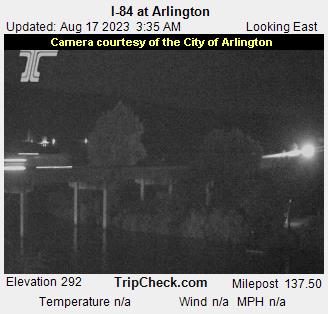 I-84 at Arlington
Updated: Aug 17 2023 3:35 AM Looking East
Camera courtesy of the City of Arlington
Elevation 292 TripCheck.com Milepost 137.50
Temperature n/a Wind n/a MPH n/a